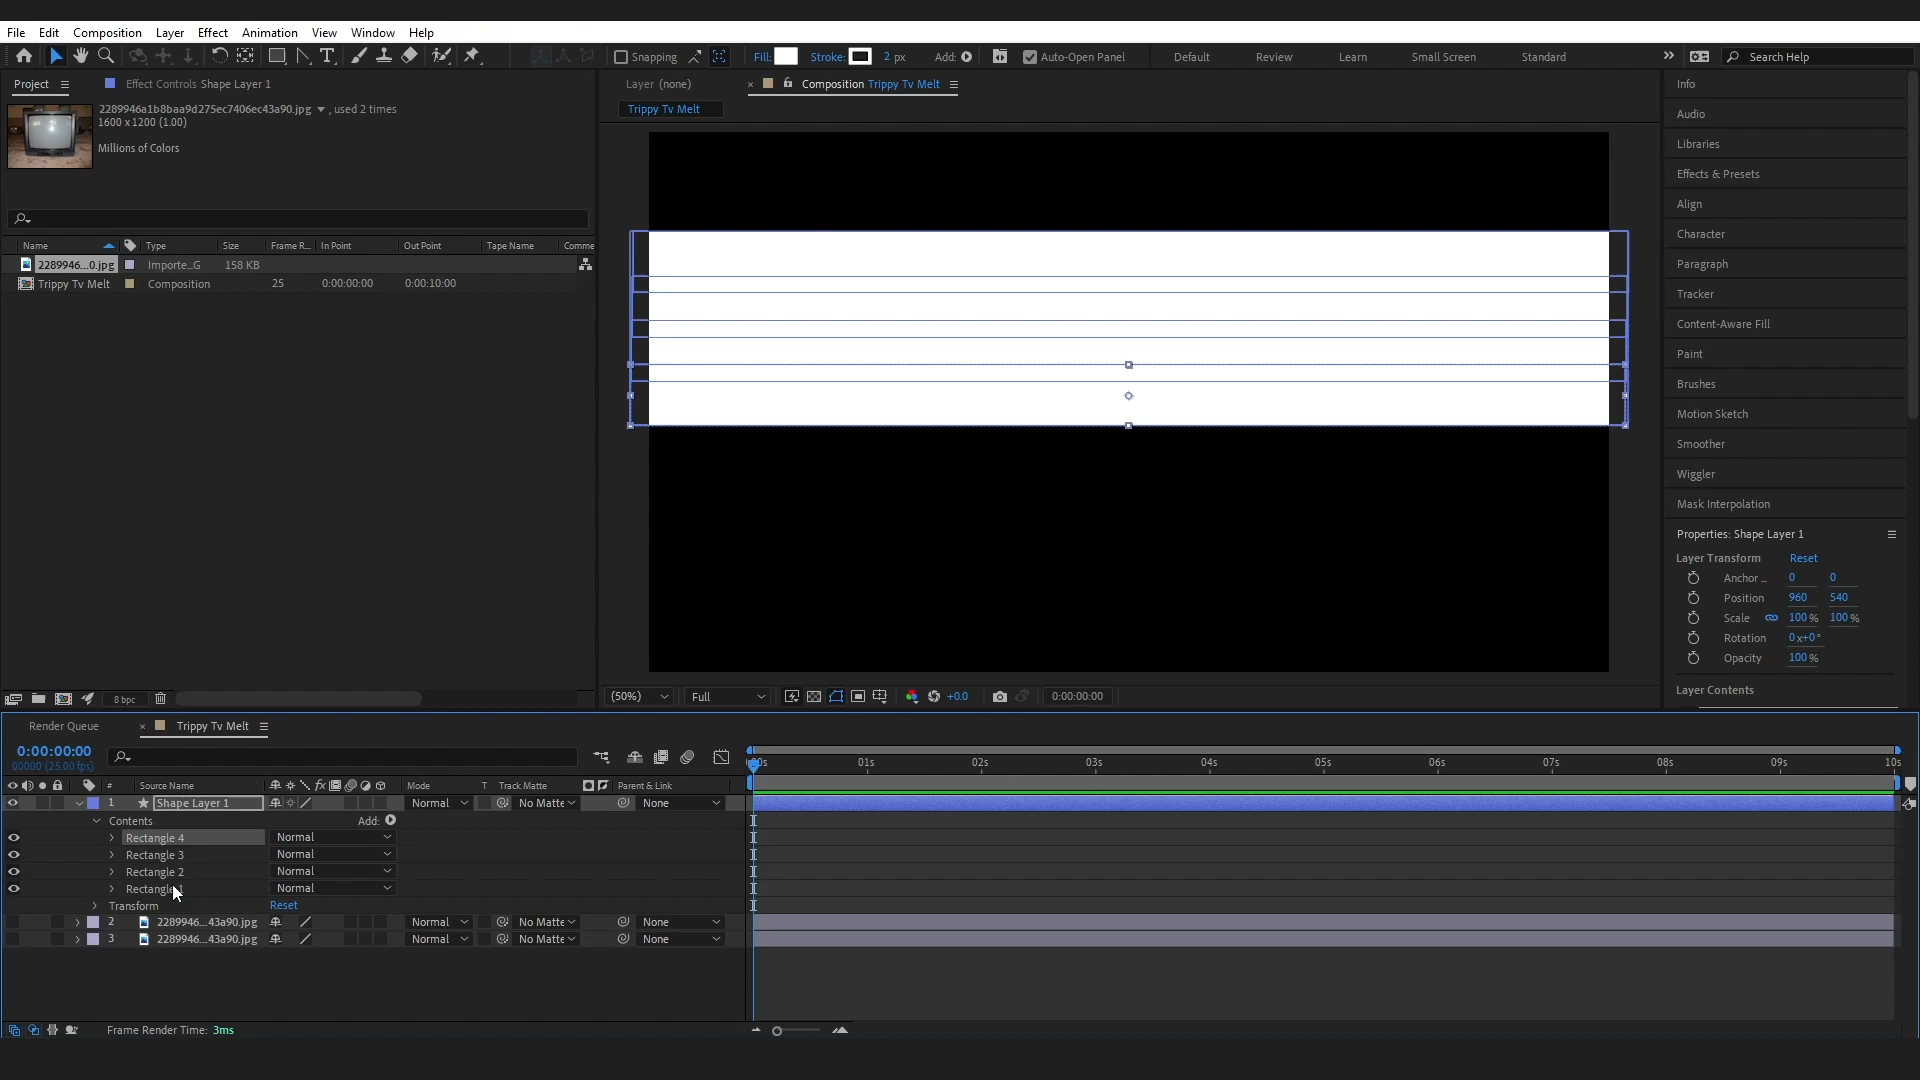 File Edit Composition Layer Effect Animation View Window Help
Snapping Fill: Stroke: 2 px Add: Auto-Open Panel Default Review Learn Small Screen Standard Search Help
Project Effect Controls Shape Layer 1 Layer (none) Composition Trippy Tv Melt Info
2289946a1b8baa9d275ec7406ec43a90.jpg , used 2 times Trippy Tv Melt
1600 x 1200 (1.00) Audio
Millions of Colors Libraries
Effects & Presets
Align
Character
Name Type Size Frame R... In Point Out Point Tape Name Comme
2289946...0.jpg Importe...G 158 KB Paragraph
Trippy Tv Melt Composition 25 0:00:00:00 0:00:10:00 Tracker
Content-Aware Fill
Paint
Brushes
Motion Sketch
Smoother
Wiggler
Mask Interpolation
Properties: Shape Layer 1
Layer Transform Reset
Anchor ... 0 0
Position 960 540
Scale 100 % 100 %
Rotation 0 x+0 °
Opacity 100 %
Layer Contents
8 bpc (50%) Full +0.0 0:00:00:00
Render Queue Trippy Tv Melt
0:00:00:00
00000 (25.00 fps) 01s 02s 03s 04s 05s 06s 07s 08s 09s 10s
# Source Name Mode T Track Matte Parent & Link
1 Shape Layer 1 Normal No Matte None
Contents Add:
Rectangle 4 Normal
Rectangle 3 Normal
Rectangle 2 Normal
Rectangle 1 Normal
Transform Reset
2 2289946...43a90.jpg Normal No Matte None
3 2289946...43a90.jpg Normal No Matte None
Frame Render Time: 3ms